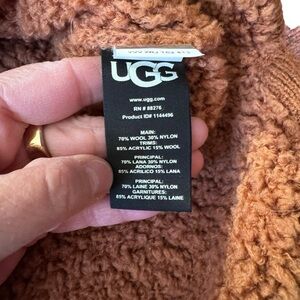 UGG
www.ugg.com
RN # 88276
Product ID# 1144496
MAIN:
70% WOOL 30% NYLON
TRIMS:
85% ACRYLIC 15% WOOL
PRINCIPAL:
70% LANA 30% NYLON
ADORNOS:
85% ACRILICO 15% LANA
PRINCIPAL:
70% LAINE 30% NYLON
GARNITURES:
85% ACRYLIQUE 15% LAINE